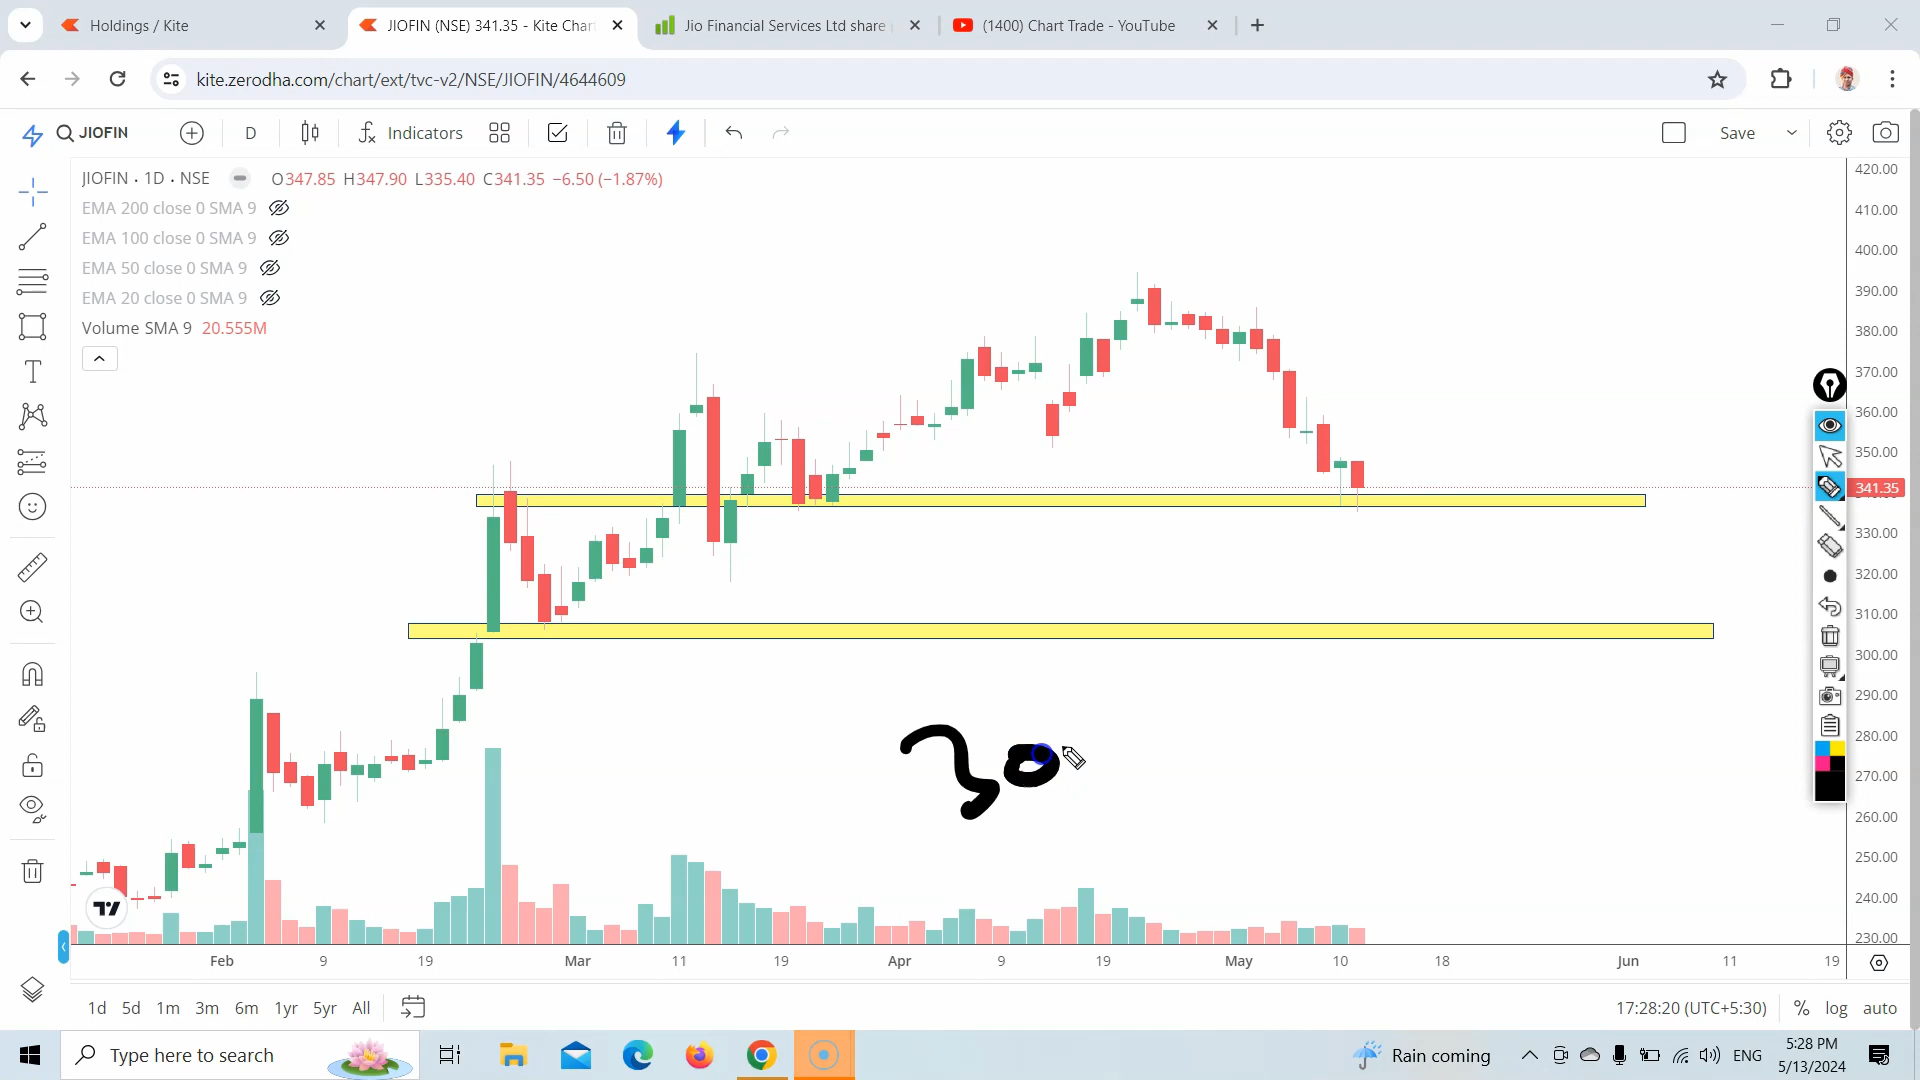 Holdings / Kite
JIOFIN (NSE) 341.35 - Kite Char
Jio Financial Services Ltd share
(1400) Chart Trade - YouTube
kite.zerodha.com/chart/ext/tvc-v2/NSE/JIOFIN/4644609
JIOFIN
D
Indicators
Save
JIOFIN · 1D · NSE O347.85 H347.90 L335.40 C341.35 −6.50 (−1.87%)
EMA 200 close 0 SMA 9
EMA 100 close 0 SMA 9
EMA 50 close 0 SMA 9
EMA 20 close 0 SMA 9
Volume SMA 9 20.555M
420.00
410.00
400.00
390.00
380.00
370.00
360.00
350.00
341.35
330.00
320.00
310.00
300.00
290.00
280.00
270.00
260.00
250.00
240.00
230.00
30
Feb 9 19 Mar 11 19 Apr 9 19 May 10 18 Jun 11 19
1d 5d 1m 3m 6m 1yr 5yr All
17:28:20 (UTC+5:30) % log auto
Type here to search
Rain coming
ENG
5:28 PM
5/13/2024